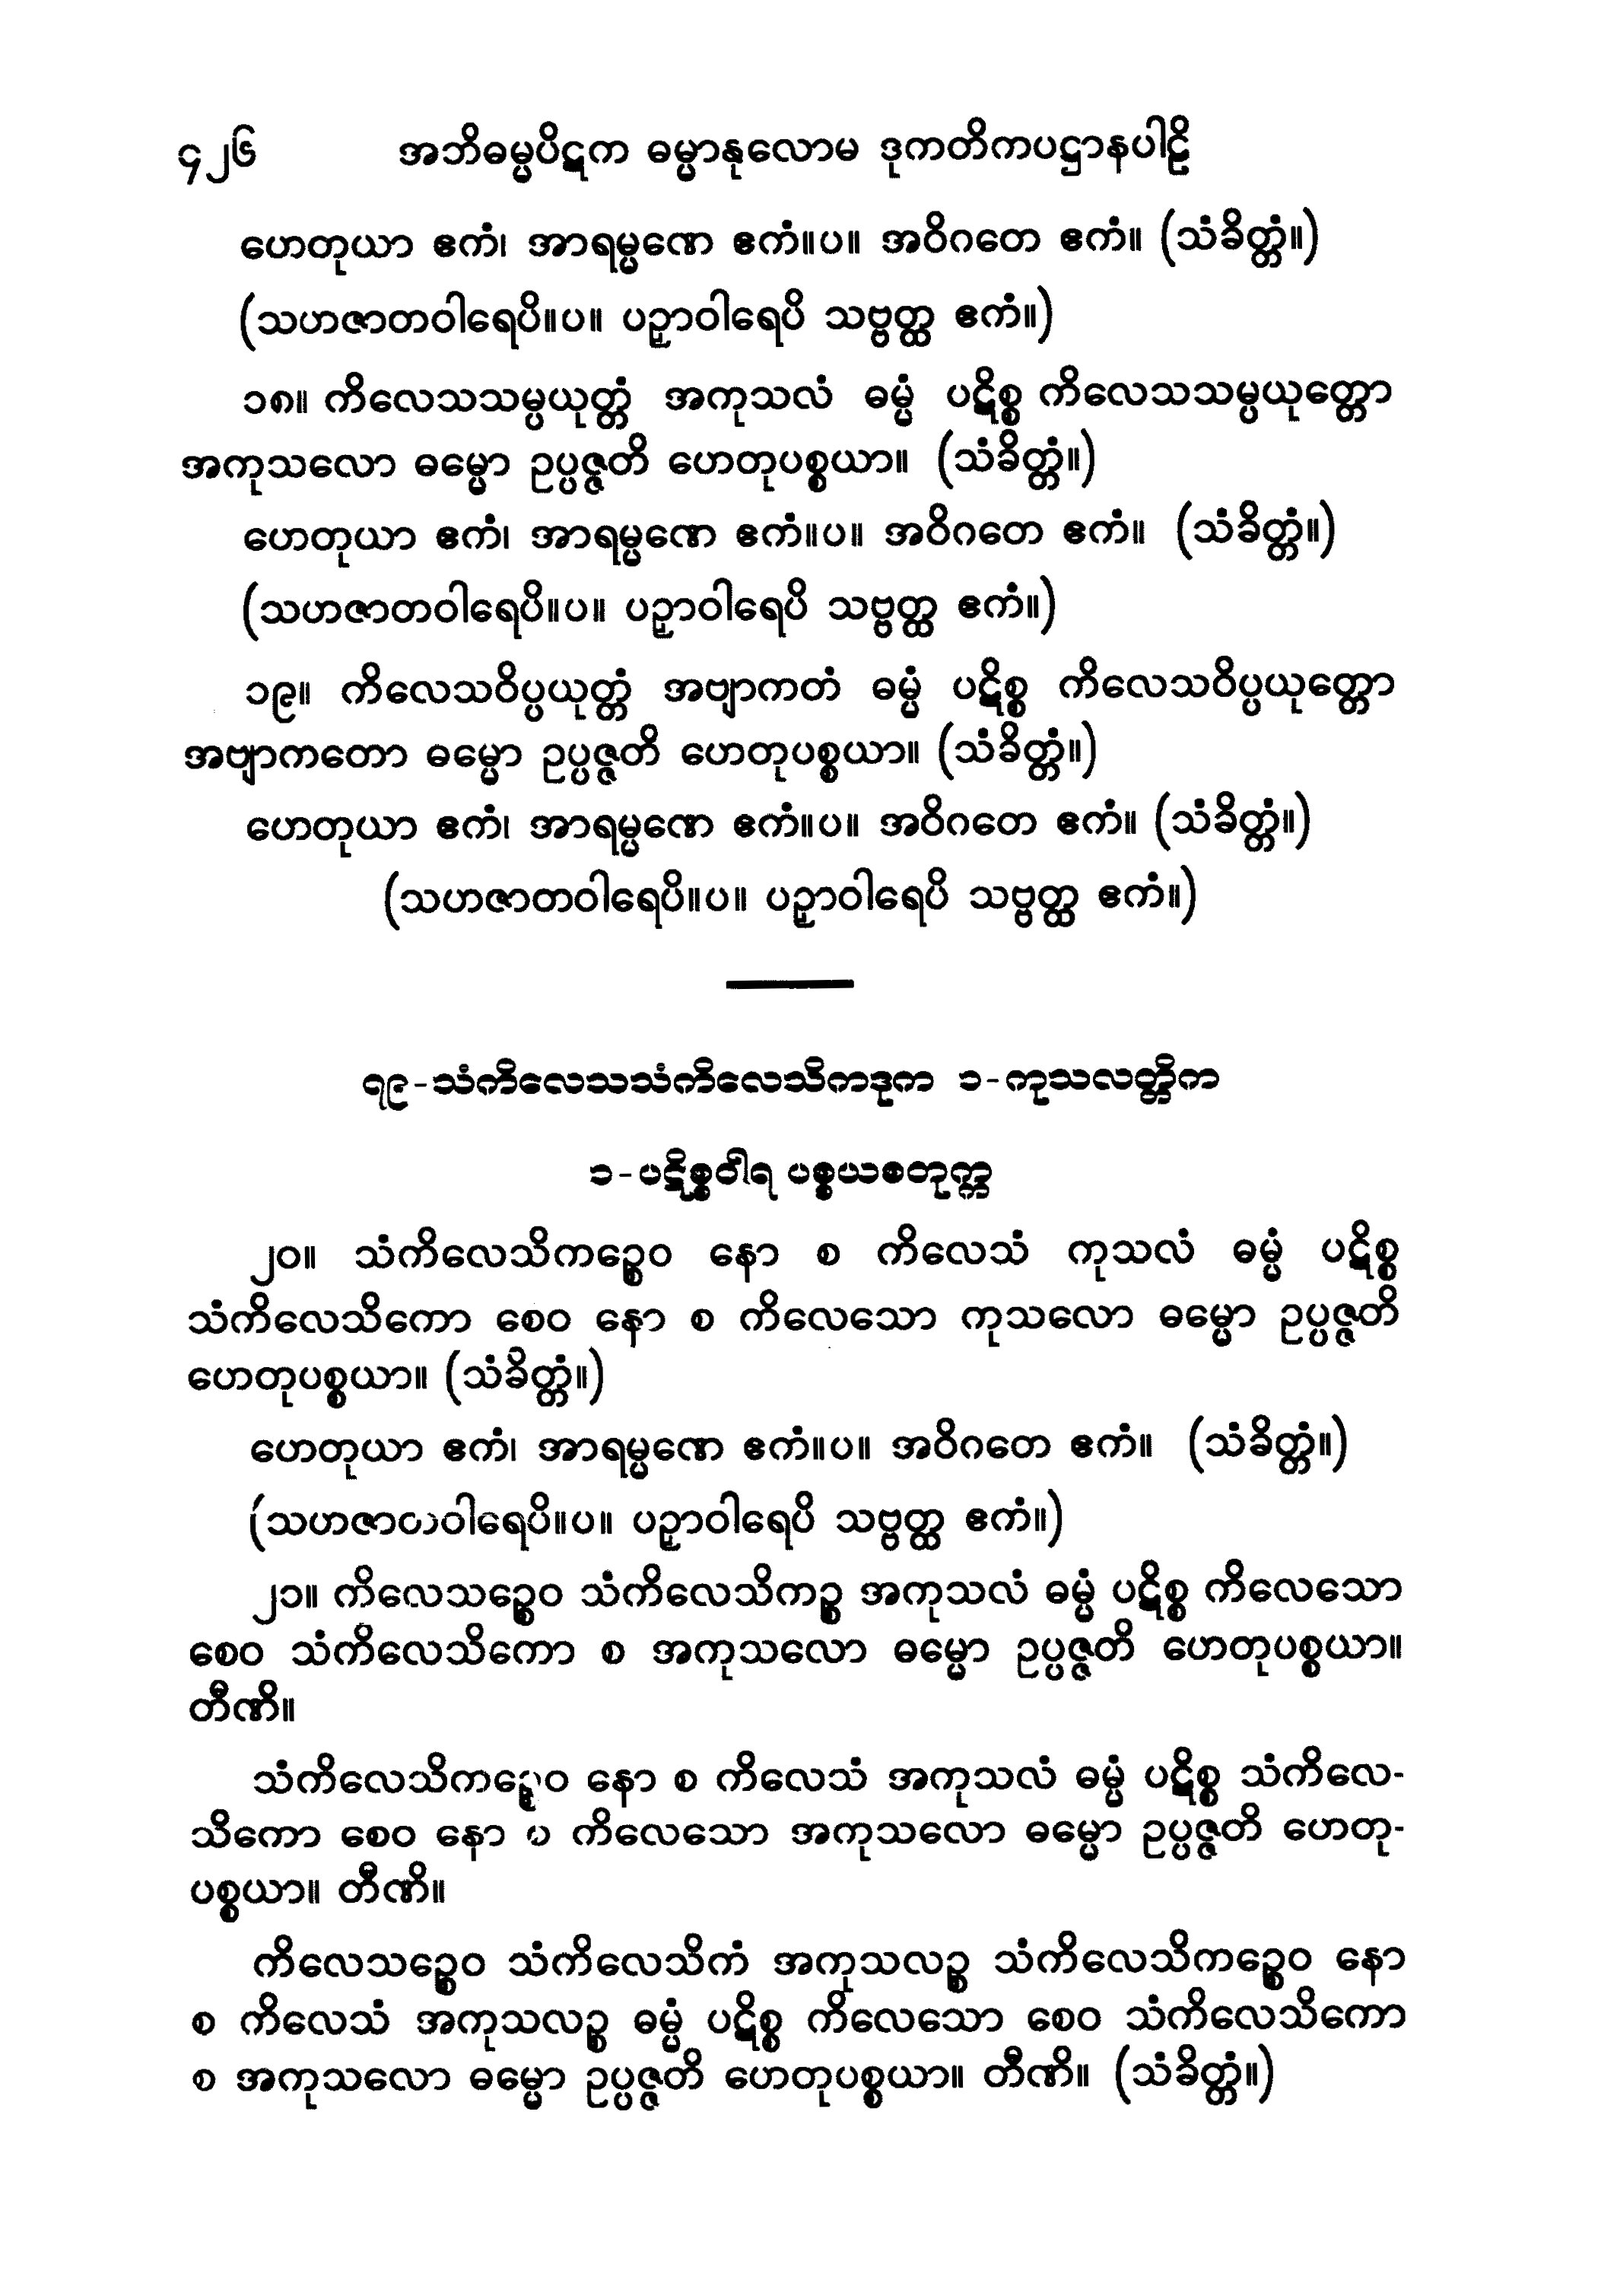 ၄၂၆ အဘိဓမ္မပိဋက ဓမ္မာနုလောမ ဒုကတိကပဋ္ဌာနပါဠိ
ဟေတုယာ ဧကံ၊ အာရမ္မဏေ ဧကံ။ပ။ အဝိဂတေ ဧကံ။ (သံခိတ္တံ။)
(သဟဇာတဝါရေပိ။ပ။ ပဉှာဝါရေပိ သဗ္ဗတ္ထ ဧကံ။)
၁၈။ ကိလေသသမ္ပယုတ္တံ အကုသလံ ဓမ္မံ ပဋိစ္စ ကိလေသသမ္ပယုတ္တော
အကုသလော ဓမ္မော ဥပ္ပဇ္ဇတိ ဟေတုပစ္စယာ။ (သံခိတ္တံ။)
ဟေတုယာ ဧကံ၊ အာရမ္မဏေ ဧကံ။ပ။ အဝိဂတေ ဧကံ။ (သံခိတ္တံ။)
(သဟဇာတဝါရေပိ။ပ။ ပဉှာဝါရေပိ သဗ္ဗတ္ထ ဧကံ။)
၁၉။ ကိလေသဝိပ္ပယုတ္တံ အဗျာကတံ ဓမ္မံ ပဋိစ္စ ကိလေသဝိပ္ပယုတ္တော
အဗျာကတော ဓမ္မော ဥပ္ပဇ္ဇတိ ဟေတုပစ္စယာ။ (သံခိတ္တံ။)
ဟေတုယာ ဧကံ၊ အာရမ္မဏေ ဧကံ။ပ။ အဝိဂတေ ဧကံ။ (သံခိတ္တံ။)
(သဟဇာတဝါရေပိ။ပ။ ပဉှာဝါရေပိ သဗ္ဗတ္ထ ဧကံ။)
၇၉-သံကိလေသသံကိလေသိကဒုက ၁-ကုသလတ္တိက
၁-ပဋိစ္စဝါရ ပစ္စယစတုက္က
၂၀။ သံကိလေသိကဉ္စေဝ နော စ ကိလေသံ ကုသလံ ဓမ္မံ ပဋိစ္စ
သံကိလေသိကော စေဝ နော စ ကိလေသော ကုသလော ဓမ္မော ဥပ္ပဇ္ဇတိ
ဟေတုပစ္စယာ။ (သံခိတ္တံ။)
ဟေတုယာ ဧကံ၊ အာရမ္မဏေ ဧကံ။ပ။ အဝိဂတေ ဧကံ။ (သံခိတ္တံ။)
(သဟဇာတဝါရေပိ။ပ။ ပဉှာဝါရေပိ သဗ္ဗတ္ထ ဧကံ။)
၂၁။ ကိလေသဉ္စေဝ သံကိလေသိကဉ္စ အကုသလံ ဓမ္မံ ပဋိစ္စ ကိလေသော
စေဝ သံကိလေသိကော စ အကုသလော ဓမ္မော ဥပ္ပဇ္ဇတိ ဟေတုပစ္စယာ။
တီဏိ။
သံကိလေသိကဉ္စေဝ နော စ ကိလေသံ အကုသလံ ဓမ္မံ ပဋိစ္စ သံကိလေ-
သိကော စေဝ နော စ ကိလေသော အကုသလော ဓမ္မော ဥပ္ပဇ္ဇတိ ဟေတု-
ပစ္စယာ။ တီဏိ။
ကိလေသဉ္စေဝ သံကိလေသိကံ အကုသလဉ္စ သံကိလေသိကဉ္စေဝ နော
စ ကိလေသံ အကုသလဉ္စ ဓမ္မံ ပဋိစ္စ ကိလေသော စေဝ သံကိလေသိကော
စ အကုသလော ဓမ္မော ဥပ္ပဇ္ဇတိ ဟေတုပစ္စယာ။ တီဏိ။ (သံခိတ္တံ။)